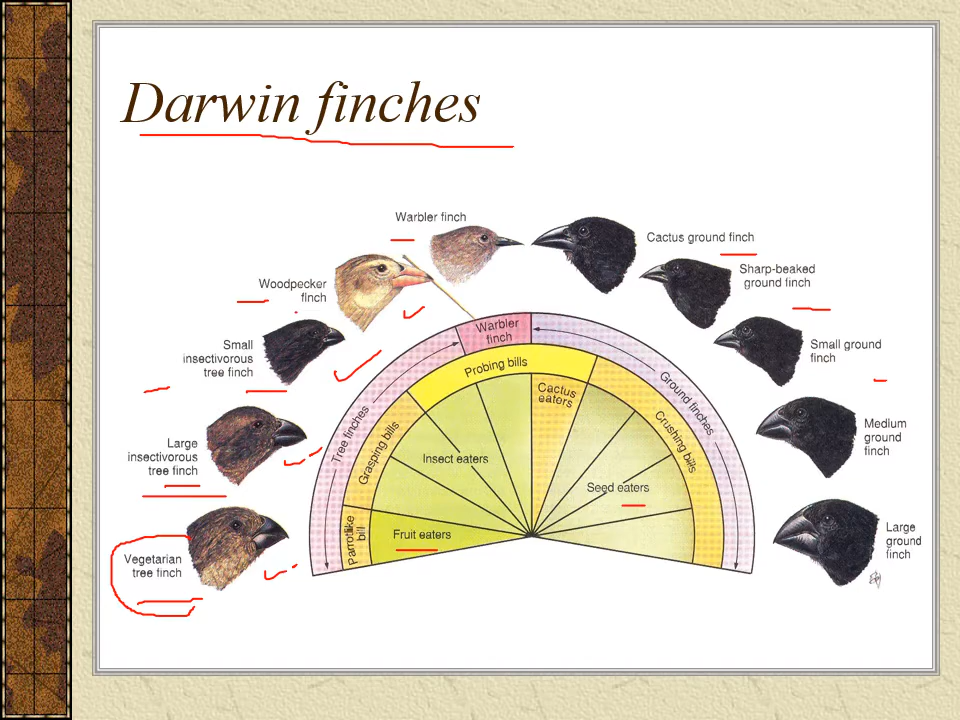 Darwin finches
Warbler finch
Cactus ground finch
Sharp-beaked
ground finch
Woodpecker
finch
Small
insectivorous
tree finch
Small ground
finch
Large
insectivorous
tree finch
Medium
ground
finch
Vegetarian
tree finch
Large
ground
finch
Warbler
finch
Tree finches
Ground finches
Probing bills
Grasping bills
Crushing bills
Parrotlike
bill
Cactus
eaters
Insect eaters
Seed eaters
Fruit eaters